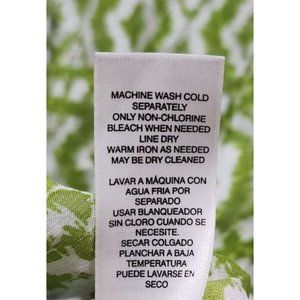 MACHINE WASH COLD
SEPARATELY
ONLY NON-CHLORINE
BLEACH WHEN NEEDED
LINE DRY
WARM IRON AS NEEDED
MAY BE DRY CLEANED
LAVAR A MÁQUINA CON
AGUA FRIA POR
SEPARADO
USAR BLANQUEADOR
SIN CLORO CUANDO SE
NECESITE.
SECAR COLGADO
PLANCHAR A BAJA
TEMPERATURA
PUEDE LAVARSE EN
SECO